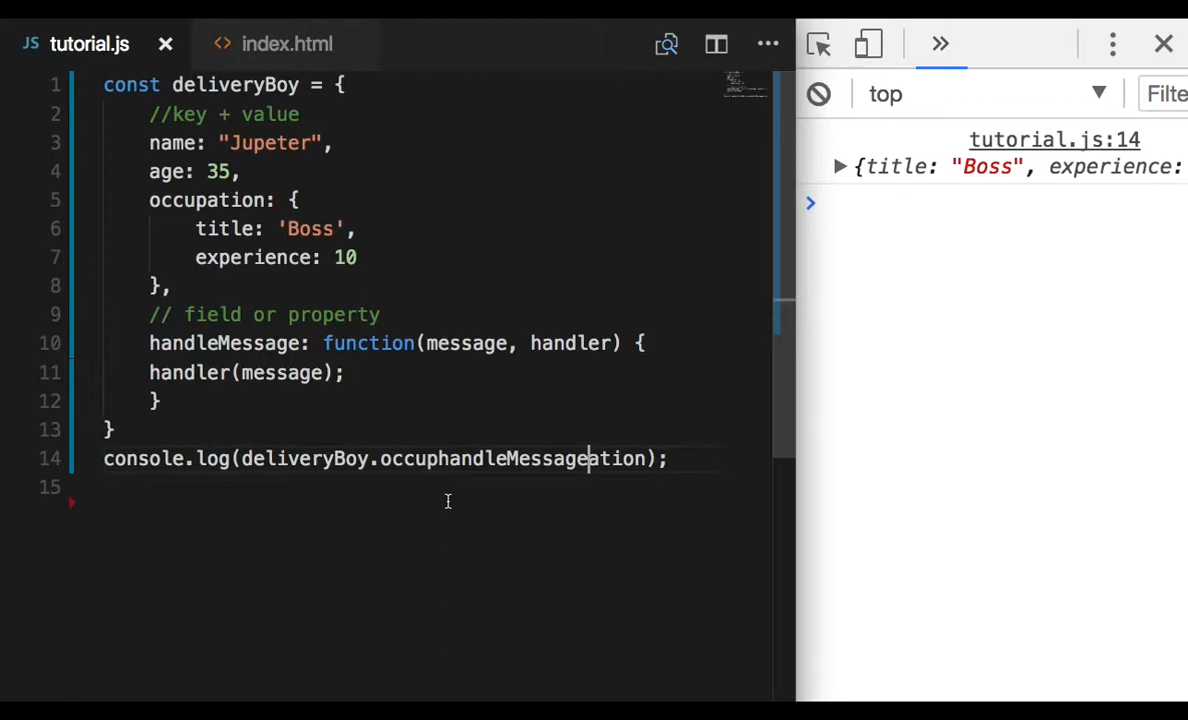 JS tutorial.js × <> index.html
1 const deliveryBoy = {
2 //key + value
3 name: "Jupeter",
4 age: 35,
5 occupation: {
6 title: 'Boss',
7 experience: 10
8 },
9 // field or property
10 handleMessage: function(message, handler) {
11 handler(message);
12 }
13 }
14 console.log(deliveryBoy.occuphandleMessageation);
15
top Filte
tutorial.js:14
{title: "Boss", experience: